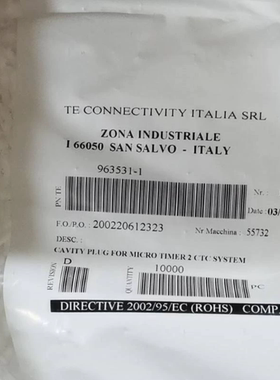 TE CONNECTIVITY ITALIA SRL
ZONA INDUSTRIALE
I 66050 SAN SALVO - ITALY
963531-1
P/N TE
Nr.
Date: 03/
F.O./P.O.: 200220612323
Nr Macchina : 55732
DESC. :
CAVITY PLUG FOR MICRO TIMER 2 CTC SYSTEM
REV/SFX D
QUANTITY 10000 PC
DIRECTIVE 2002/95/EC (ROHS) COMP